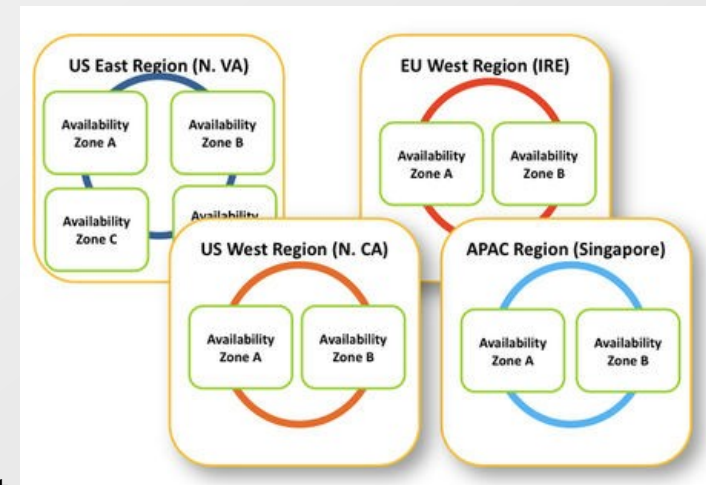 US East Region (N. VA)
Availability
Zone A
Availability
Zone B
Availability
Zone C
Availability
EU West Region (IRE)
Availability
Zone A
Availability
Zone B
US West Region (N. CA)
Availability
Zone A
Availability
Zone B
APAC Region (Singapore)
Availability
Zone A
Availability
Zone B